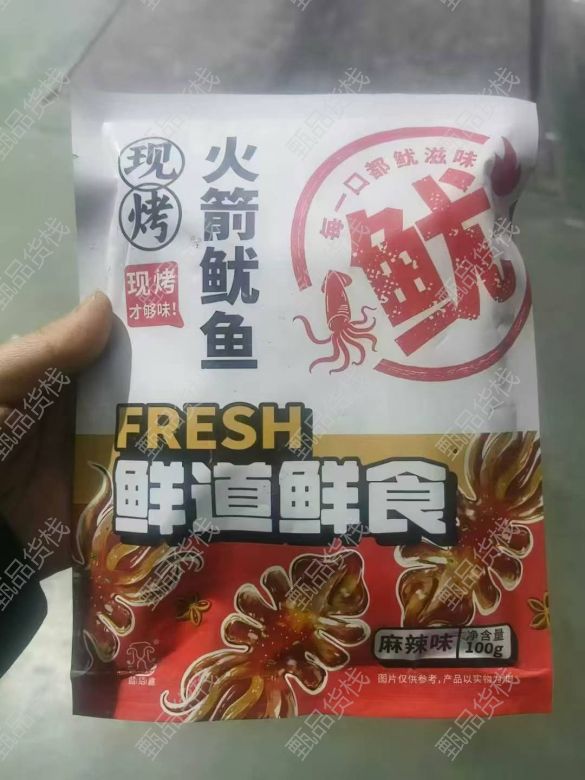 现烤
火箭鱿鱼
现烤
才够味!
每一口都鱿滋味
鱿
FRESH
鲜道鲜食
麻辣味
净含量
100g
图片仅供参考,产品以实物为准
甄品货栈